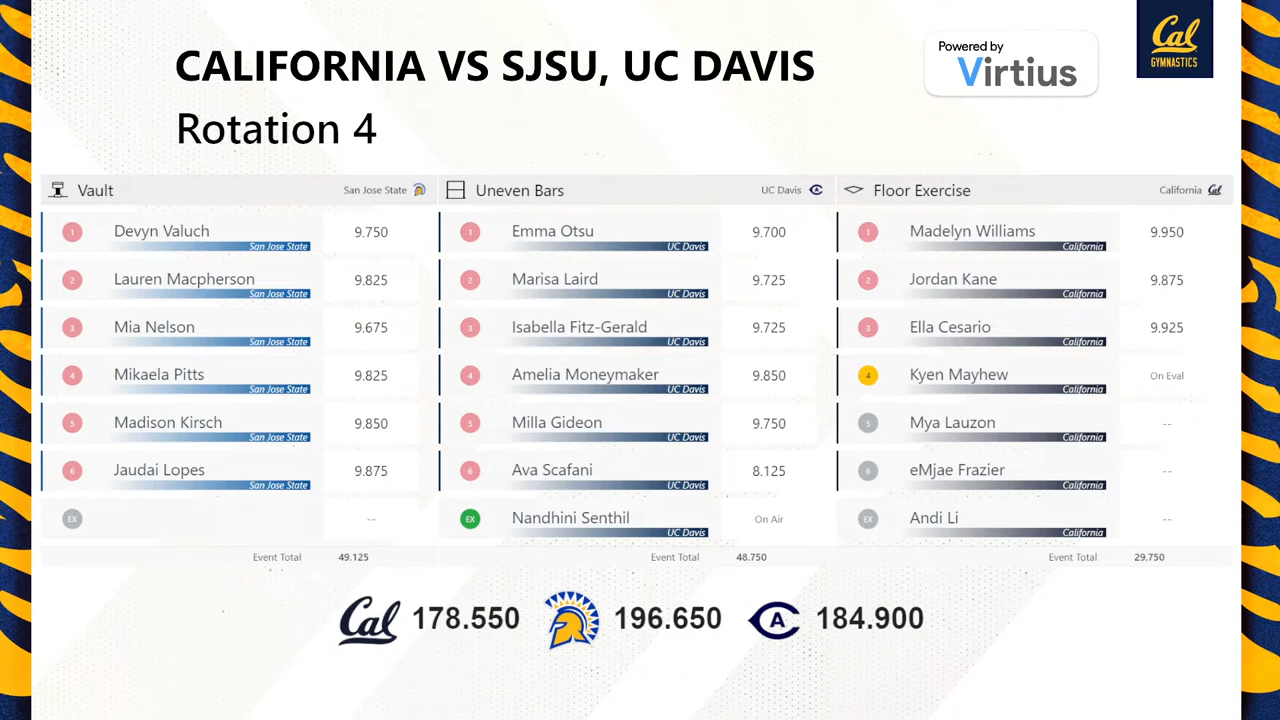 CALIFORNIA VS SJSU, UC DAVIS
Powered by
Virtius
Cal
GYMNASTICS
Rotation 4
Vault San Jose State
1 Devyn Valuch 9.750
San Jose State
2 Lauren Macpherson 9.825
San Jose State
3 Mia Nelson 9.675
San Jose State
4 Mikaela Pitts 9.825
San Jose State
5 Madison Kirsch 9.850
San Jose State
6 Jaudai Lopes 9.875
San Jose State
EX --
Event Total 49.125
Uneven Bars UC Davis CA
1 Emma Otsu 9.700
UC Davis
2 Marisa Laird 9.725
UC Davis
3 Isabella Fitz-Gerald 9.725
UC Davis
4 Amelia Moneymaker 9.850
UC Davis
5 Milla Gideon 9.750
UC Davis
6 Ava Scafani 8.125
UC Davis
EX Nandhini Senthil On Air
UC Davis
Event Total 48.750
Floor Exercise California Cal
1 Madelyn Williams 9.950
California
2 Jordan Kane 9.875
California
3 Ella Cesario 9.925
California
4 Kyen Mayhew On Eval
California
5 Mya Lauzon --
California
6 eMjae Frazier --
California
EX Andi Li --
California
Event Total 29.750
Cal 178.550 196.650 CA 184.900